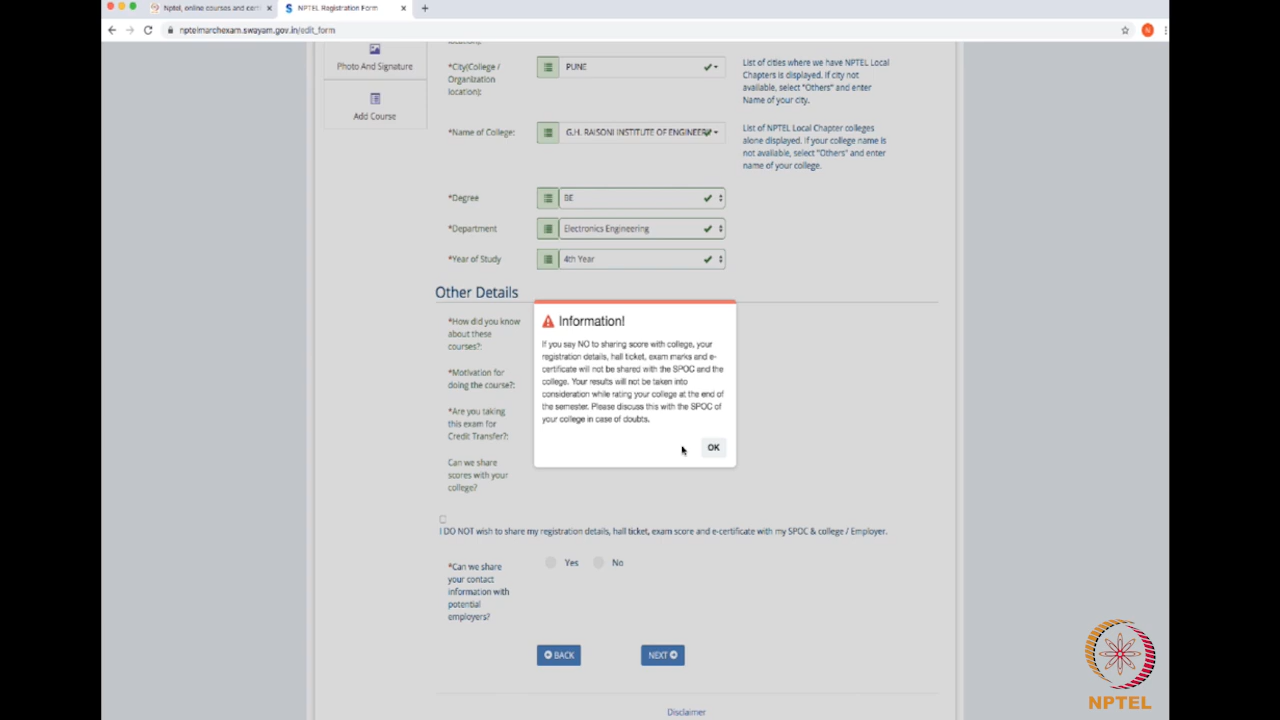 Nptel, online courses and certi
NPTEL Registration Form
nptelmarchexam.swayam.gov.in/edit_form
N
location):
Photo And Signature
Add Course
*City(College /
Organization
location):
PUNE
List of cities where we have NPTEL Local
Chapters is displayed. If city not
available, select "Others" and enter
Name of your city.
*Name of College:
G.H. RAISONI INSTITUTE OF ENGINEER
List of NPTEL Local Chapter colleges
alone displayed. If your college name is
not available, select "Others" and enter
name of your college.
*Degree
BE
*Department
Electronics Engineering
*Year of Study
4th Year
Other Details
*How did you know
about these
courses?:
*Motivation for
doing the course?:
*Are you taking
this exam for
Credit Transfer?:
Can we share
scores with your
college?
Information!
If you say NO to sharing score with college, your
registration details, hall ticket, exam marks and e-
certificate will not be shared with the SPOC and the
college. Your results will not be taken into
consideration while rating your college at the end of
the semester. Please discuss this with the SPOC of
your college in case of doubts.
OK
I DO NOT wish to share my registration details, hall ticket, exam score and e-certificate with my SPOC & college / Employer.
*Can we share
your contact
information with
potential
employers?
Yes No
BACK
NEXT
Disclaimer
NPTEL